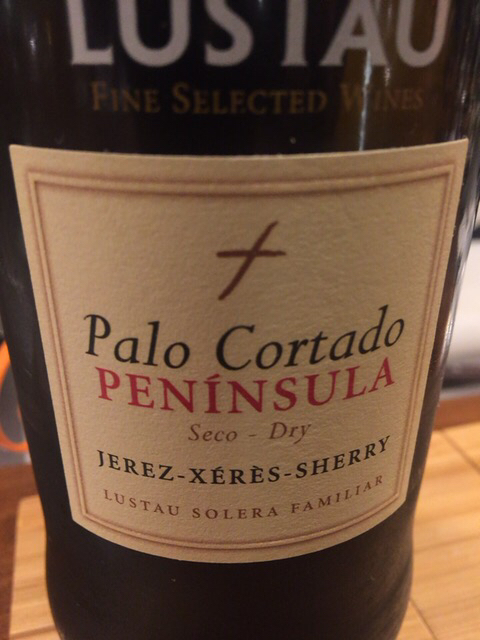 LUSTAU
FINE SELECTED WINES
Palo Cortado
PENÍNSULA
Seco - Dry
JEREZ-XÉRÈS-SHERRY
LUSTAU SOLERA FAMILIAR